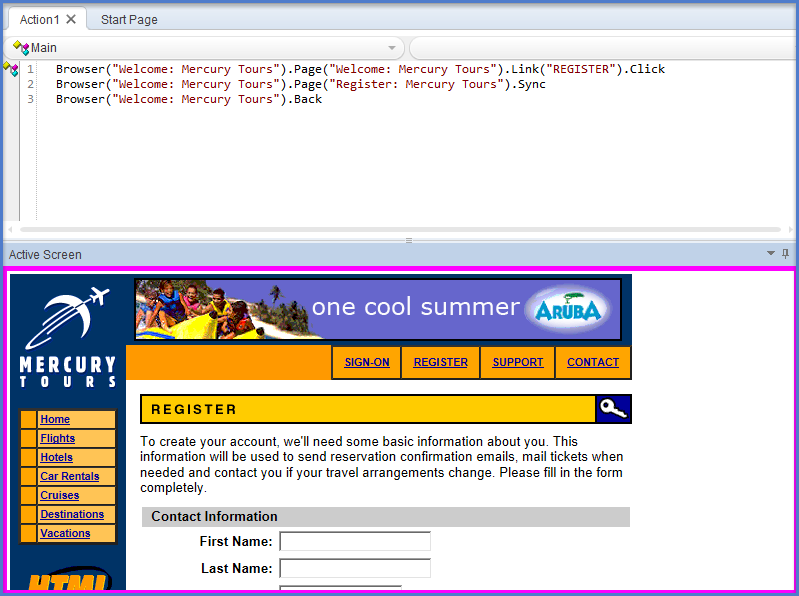 Action1
Start Page
Main
1 Browser("Welcome: Mercury Tours").Page("Welcome: Mercury Tours").Link("REGISTER").Click
2 Browser("Welcome: Mercury Tours").Page("Register: Mercury Tours").Sync
3 Browser("Welcome: Mercury Tours").Back
Active Screen
one cool summer
ARUBA
MERCURY
TOURS
SIGN-ON
REGISTER
SUPPORT
CONTACT
Home
Flights
Hotels
Car Rentals
Cruises
Destinations
Vacations
HTML
REGISTER
To create your account, we'll need some basic information about you. This
information will be used to send reservation confirmation emails, mail tickets when
needed and contact you if your travel arrangements change. Please fill in the form
completely.
Contact Information
First Name:
Last Name: